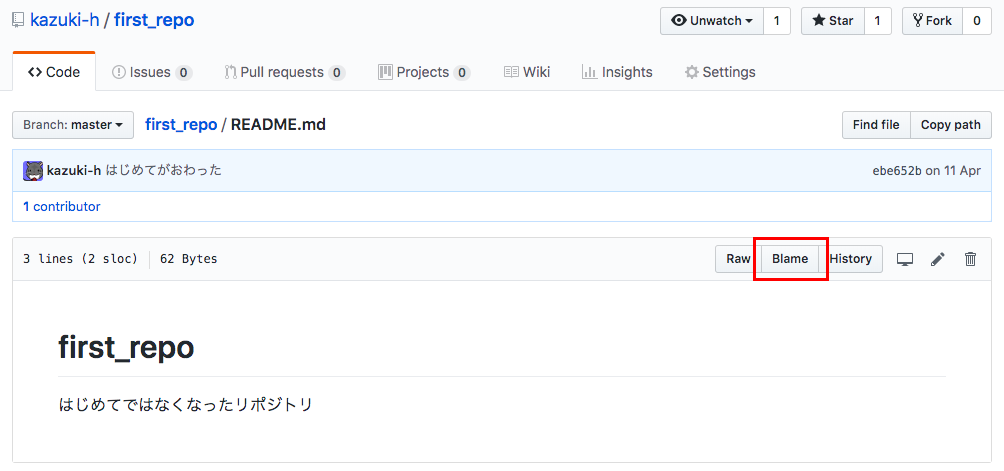 kazuki-h / first_repo Unwatch 1 Star 1 Fork 0
Code Issues 0 Pull requests 0 Projects 0 Wiki Insights Settings
Branch: master first_repo / README.md Find file Copy path
kazuki-h はじめてがおわった ebe652b on 11 Apr
1 contributor
3 lines (2 sloc) 62 Bytes Raw Blame History
first_repo
はじめてではなくなったリポジトリ